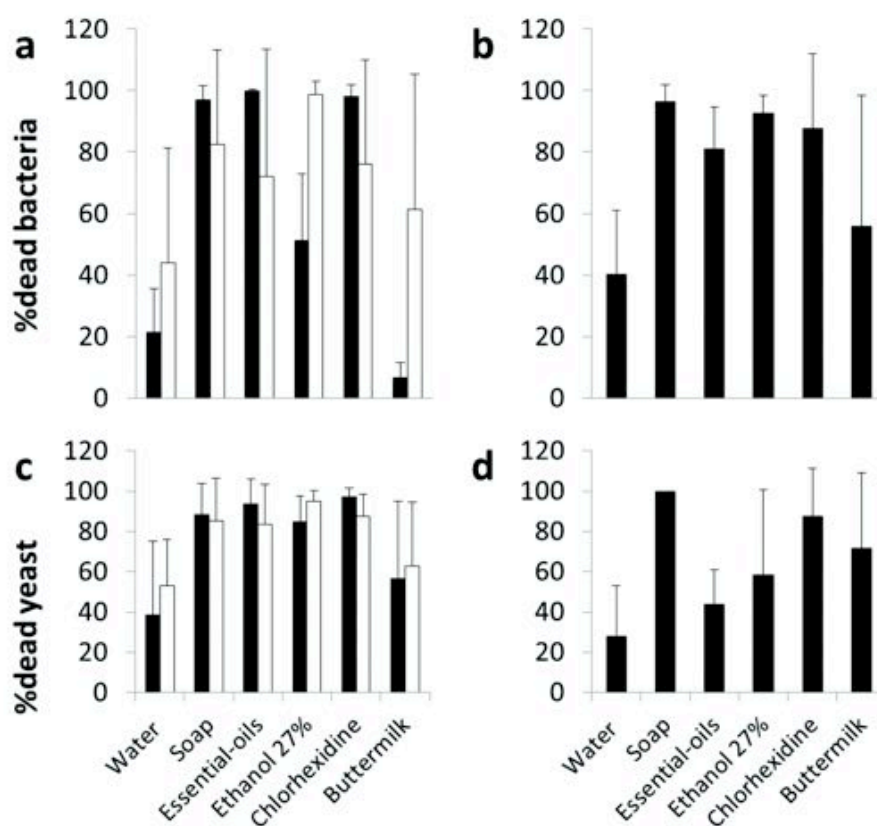 a
%dead bacteria
120
100
80
60
40
20
0
b
120
100
80
60
40
20
0
c
%dead yeast
120
100
80
60
40
20
0
Water
Soap
Essential-oils
Ethanol 27%
Chlorhexidine
Buttermilk
d
120
100
80
60
40
20
0
Water
Soap
Essential-oils
Ethanol 27%
Chlorhexidine
Buttermilk